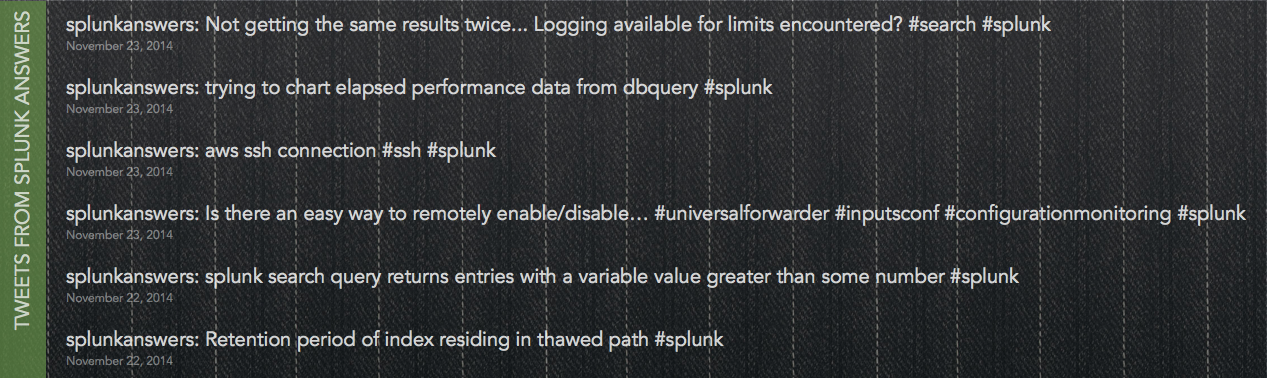 TWEETS FROM SPLUNK ANSWERS
splunkanswers: Not getting the same results twice... Logging available for limits encountered? #search #splunk
November 23, 2014
splunkanswers: trying to chart elapsed performance data from dbquery #splunk
November 23, 2014
splunkanswers: aws ssh connection #ssh #splunk
November 23, 2014
splunkanswers: Is there an easy way to remotely enable/disable… #universalforwarder #inputsconf #configurationmonitoring #splunk
November 23, 2014
splunkanswers: splunk search query returns entries with a variable value greater than some number #splunk
November 22, 2014
splunkanswers: Retention period of index residing in thawed path #splunk
November 22, 2014